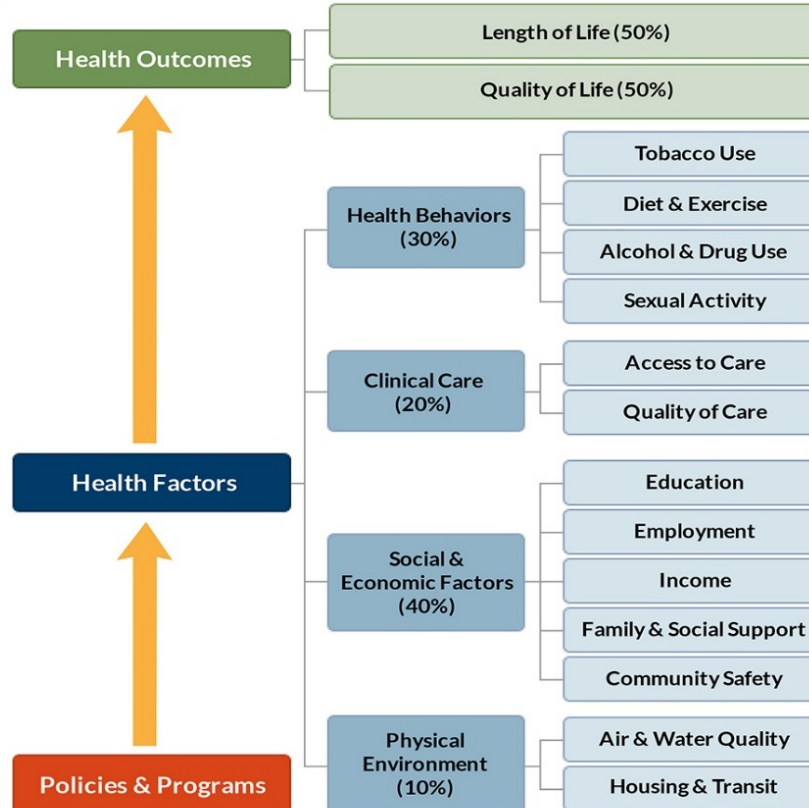 Health Outcomes
Length of Life (50%)
Quality of Life (50%)
Health Behaviors
(30%)
Tobacco Use
Diet & Exercise
Alcohol & Drug Use
Sexual Activity
Clinical Care
(20%)
Access to Care
Quality of Care
Health Factors
Social &
Economic Factors
(40%)
Education
Employment
Income
Family & Social Support
Community Safety
Physical
Environment
(10%)
Air & Water Quality
Housing & Transit
Policies & Programs